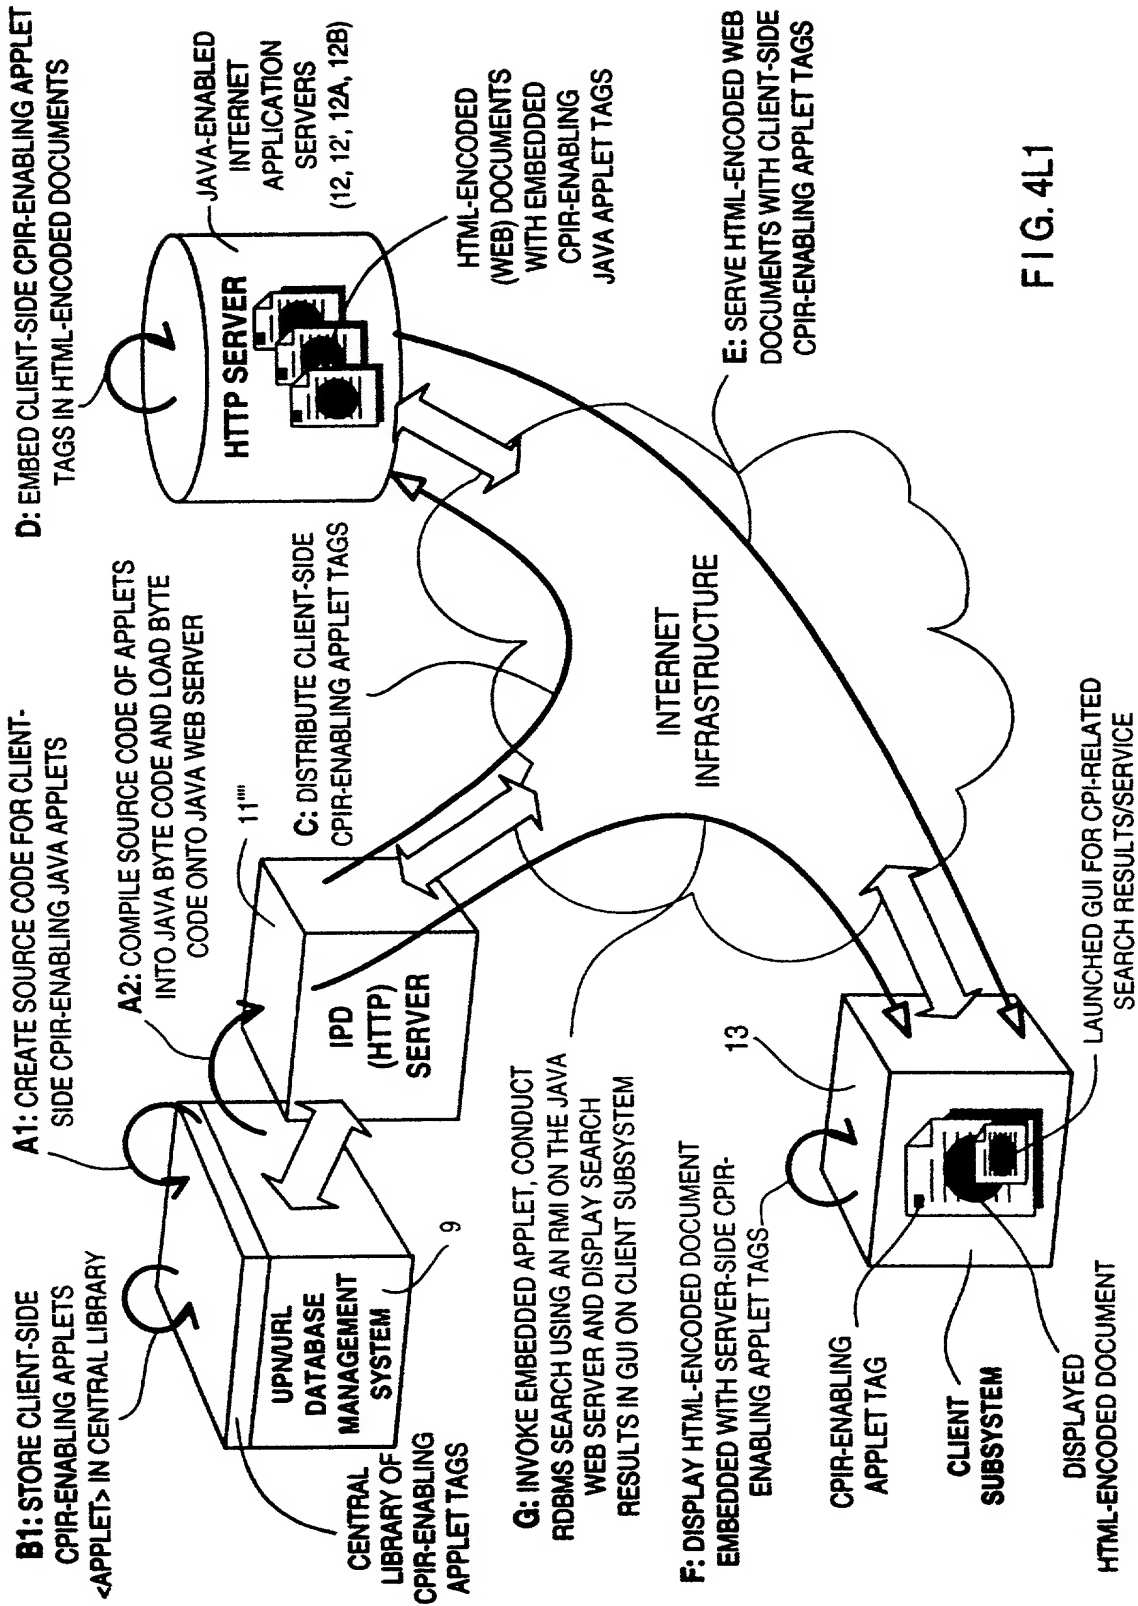 B1: STORE CLIENT-SIDE
CPIR-ENABLING APPLETS
<APPLET> IN CENTRAL LIBRARY
A1: CREATE SOURCE CODE FOR CLIENT-
SIDE CPIR-ENABLING JAVA APPLETS
A2: COMPILE SOURCE CODE OF APPLETS
INTO JAVA BYTE CODE AND LOAD BYTE
CODE ONTO JAVA WEB SERVER
D: EMBED CLIENT-SIDE CPIR-ENABLING APPLET
TAGS IN HTML-ENCODED DOCUMENTS
JAVA-ENABLED
INTERNET
APPLICATION
SERVERS
(12, 12', 12A, 12B)
HTTP SERVER
HTML-ENCODED
(WEB) DOCUMENTS
WITH EMBEDDED
CPIR-ENABLING
JAVA APPLET TAGS
11""'
C: DISTRIBUTE CLIENT-SIDE
CPIR-ENABLING APPLET TAGS
UPN/URL
DATABASE
MANAGEMENT
SYSTEM
9
IPD
(HTTP)
SERVER
CENTRAL
LIBRARY OF
CPIR-ENABLING
APPLET TAGS
G: INVOKE EMBEDDED APPLET, CONDUCT
RDBMS SEARCH USING AN RMI ON THE JAVA
WEB SERVER AND DISPLAY SEARCH
RESULTS IN GUI ON CLIENT SUBSYSTEM
INTERNET
INFRASTRUCTURE
E: SERVE HTML-ENCODED WEB
DOCUMENTS WITH CLIENT-SIDE
CPIR-ENABLING APPLET TAGS
F: DISPLAY HTML-ENCODED DOCUMENT
EMBEDDED WITH SERVER-SIDE CPIR-
ENABLING APPLET TAGS
13
CPIR-ENABLING
APPLET TAG
CLIENT
SUBSYSTEM
DISPLAYED
HTML-ENCODED DOCUMENT
LAUNCHED GUI FOR CPI-RELATED
SEARCH RESULTS/SERVICE
FIG. 4L1